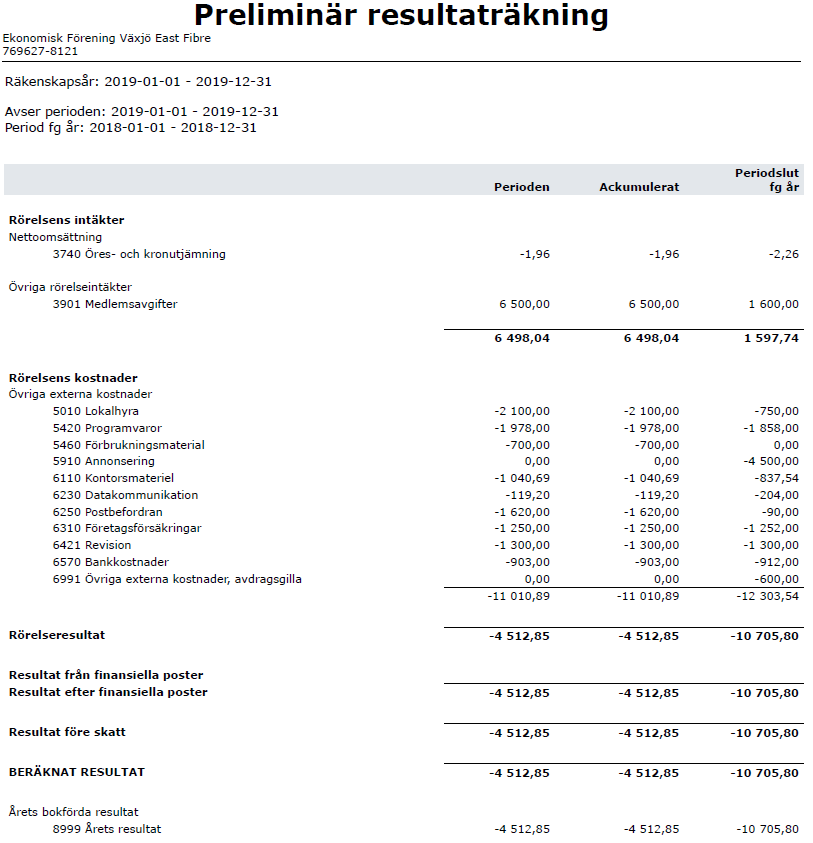 Preliminär resultaträkning
Ekonomisk Förening Växjö East Fibre
769627-8121
Räkenskapsår: 2019-01-01 - 2019-12-31
Avser perioden: 2019-01-01 - 2019-12-31
Period fg år: 2018-01-01 - 2018-12-31
Periodslut
Perioden Ackumulerat fg år
Rörelsens intäkter
Nettoomsättning
3740 Öres- och kronutjämning -1,96 -1,96 -2,26
Övriga rörelseintäkter
3901 Medlemsavgifter 6 500,00 6 500,00 1 600,00
6 498,04 6 498,04 1 597,74
Rörelsens kostnader
Övriga externa kostnader
5010 Lokalhyra -2 100,00 -2 100,00 -750,00
5420 Programvaror -1 978,00 -1 978,00 -1 858,00
5460 Förbrukningsmaterial -700,00 -700,00 0,00
5910 Annonsering 0,00 0,00 -4 500,00
6110 Kontorsmateriel -1 040,69 -1 040,69 -837,54
6230 Datakommunikation -119,20 -119,20 -204,00
6250 Postbefordran -1 620,00 -1 620,00 -90,00
6310 Företagsförsäkringar -1 250,00 -1 250,00 -1 252,00
6421 Revision -1 300,00 -1 300,00 -1 300,00
6570 Bankkostnader -903,00 -903,00 -912,00
6991 Övriga externa kostnader, avdragsgilla 0,00 0,00 -600,00
-11 010,89 -11 010,89 -12 303,54
Rörelseresultat -4 512,85 -4 512,85 -10 705,80
Resultat från finansiella poster
Resultat efter finansiella poster -4 512,85 -4 512,85 -10 705,80
Resultat före skatt -4 512,85 -4 512,85 -10 705,80
BERÄKNAT RESULTAT -4 512,85 -4 512,85 -10 705,80
Årets bokförda resultat
8999 Årets resultat -4 512,85 -4 512,85 -10 705,80